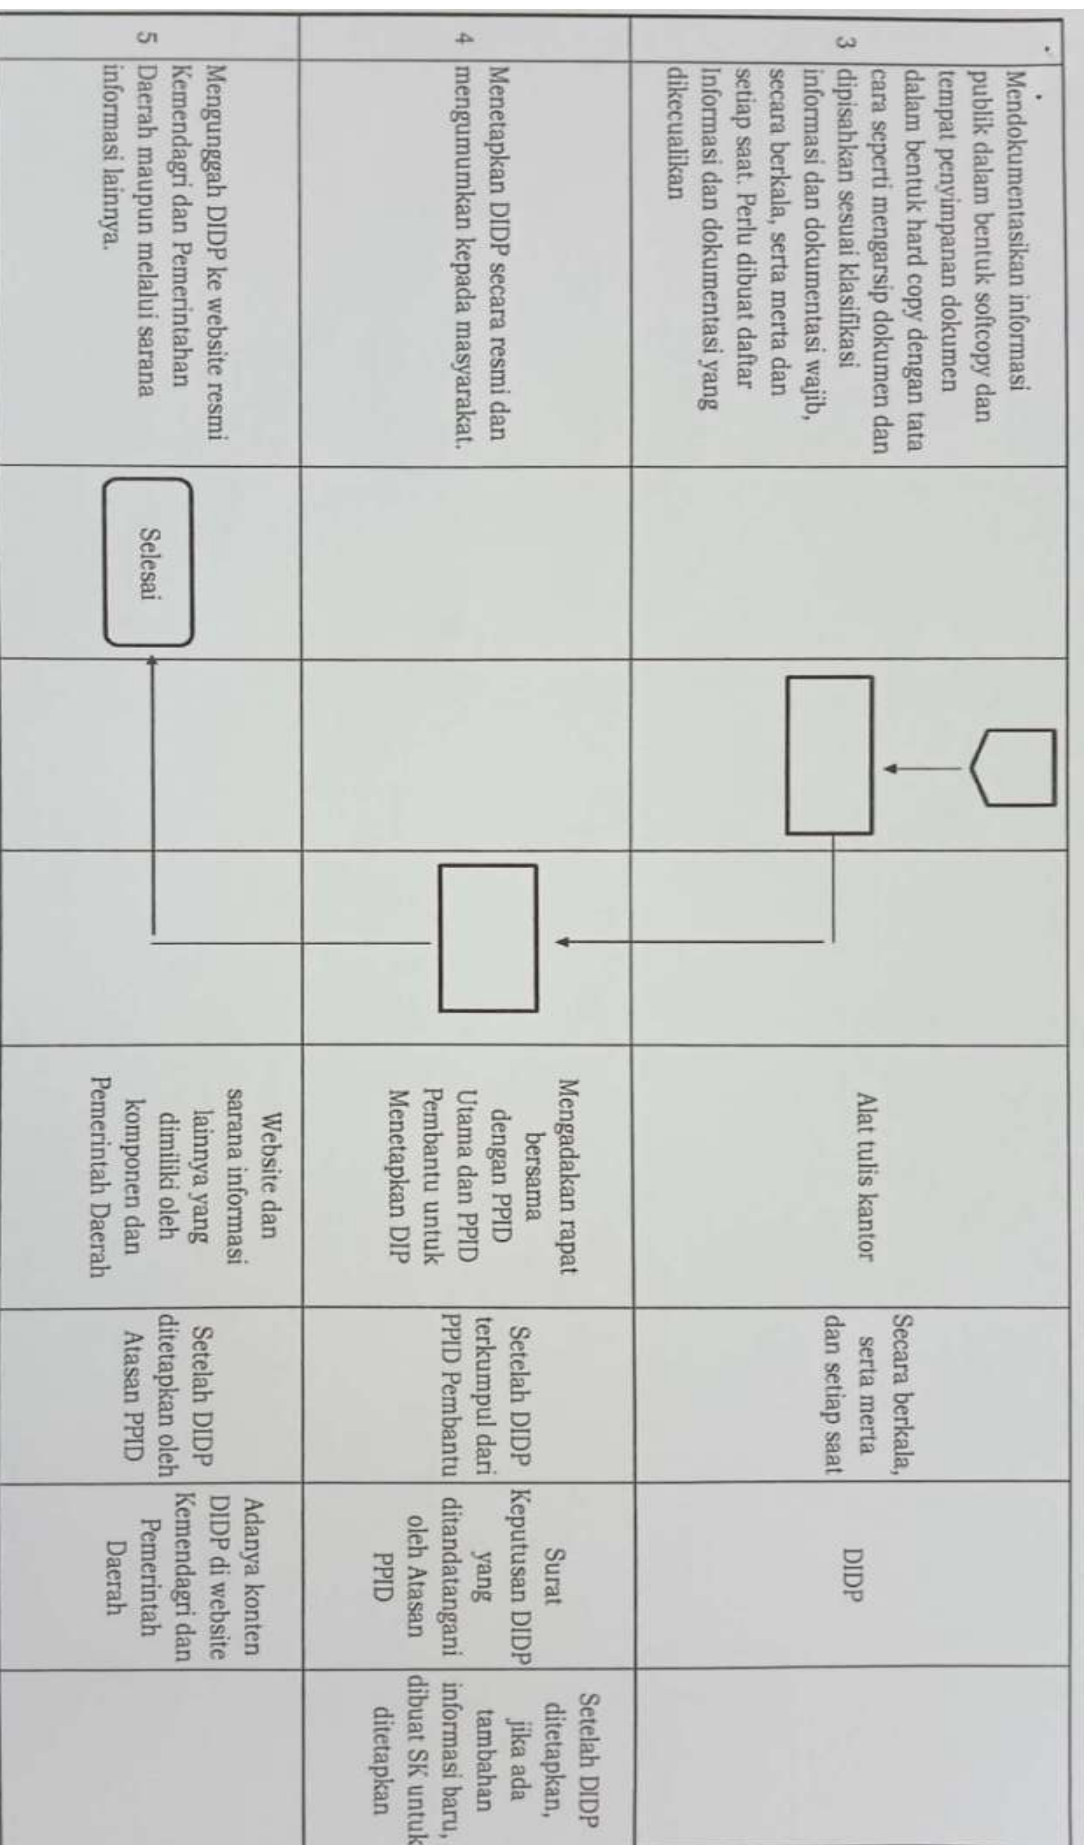 3
Mendokumentasikan informasi
publik dalam bentuk softcopy dan
tempat penyimpanan dokumen
dalam bentuk hard copy dengan tata
cara seperti mengarsip dokumen dan
dipisahkan sesuai klasifikasi
informasi dan dokumentasi wajib,
secara berkala, serta merta dan
setiap saat. Perlu dibuat daftar
Informasi dan dokumentasi yang
dikecualikan
Alat tulis kantor
Secara berkala,
serta merta
dan setiap saat
DIDP
4
Menetapkan DIDP secara resmi dan
mengumumkan kepada masyarakat.
Mengadakan rapat
bersama
dengan PPID
Utama dan PPID
Pembantu untuk
Menetapkan DIP
Setelah DIDP
terkumpul dari
PPID Pembantu
Surat
Keputusan DIDP
yang
ditandatangani
oleh Atasan
PPID
Setelah DIDP
ditetapkan,
jika ada
tambahan
informasi baru,
dibuat SK untuk
ditetapkan
5
Mengunggah DIDP ke website resmi
Kemendagri dan Pemerintahan
Daerah maupun melalui sarana
informasi lainnya.
Selesai
Website dan
sarana informasi
lainnya yang
dimiliki oleh
komponen dan
Pemerintah Daerah
Setelah DIDP
ditetapkan oleh
Atasan PPID
Adanya konten
DIDP di website
Kemendagri dan
Pemerintah
Daerah